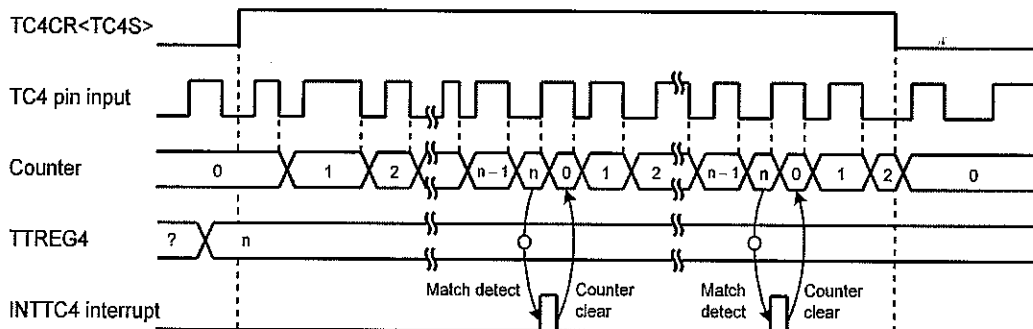 TC4CR<TC4S>
TC4 pin input
Counter 0 1 2 n-1 n 0 1 2 n-1 n 0 1 2 0
TTREG4 ? n
Match detect Counter clear Match detect Counter clear
INTTC4 interrupt